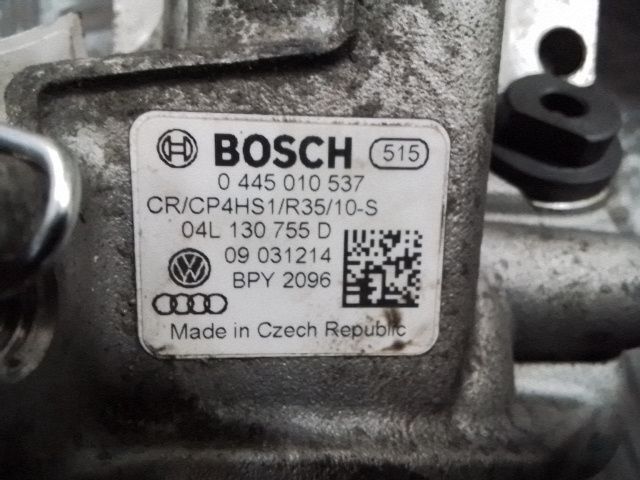 BOSCH 515
0 445 010 537
CR/CP4HS1/R35/10-S
04L 130 755 D
09 031214
BPY 2096
Made in Czech Republic